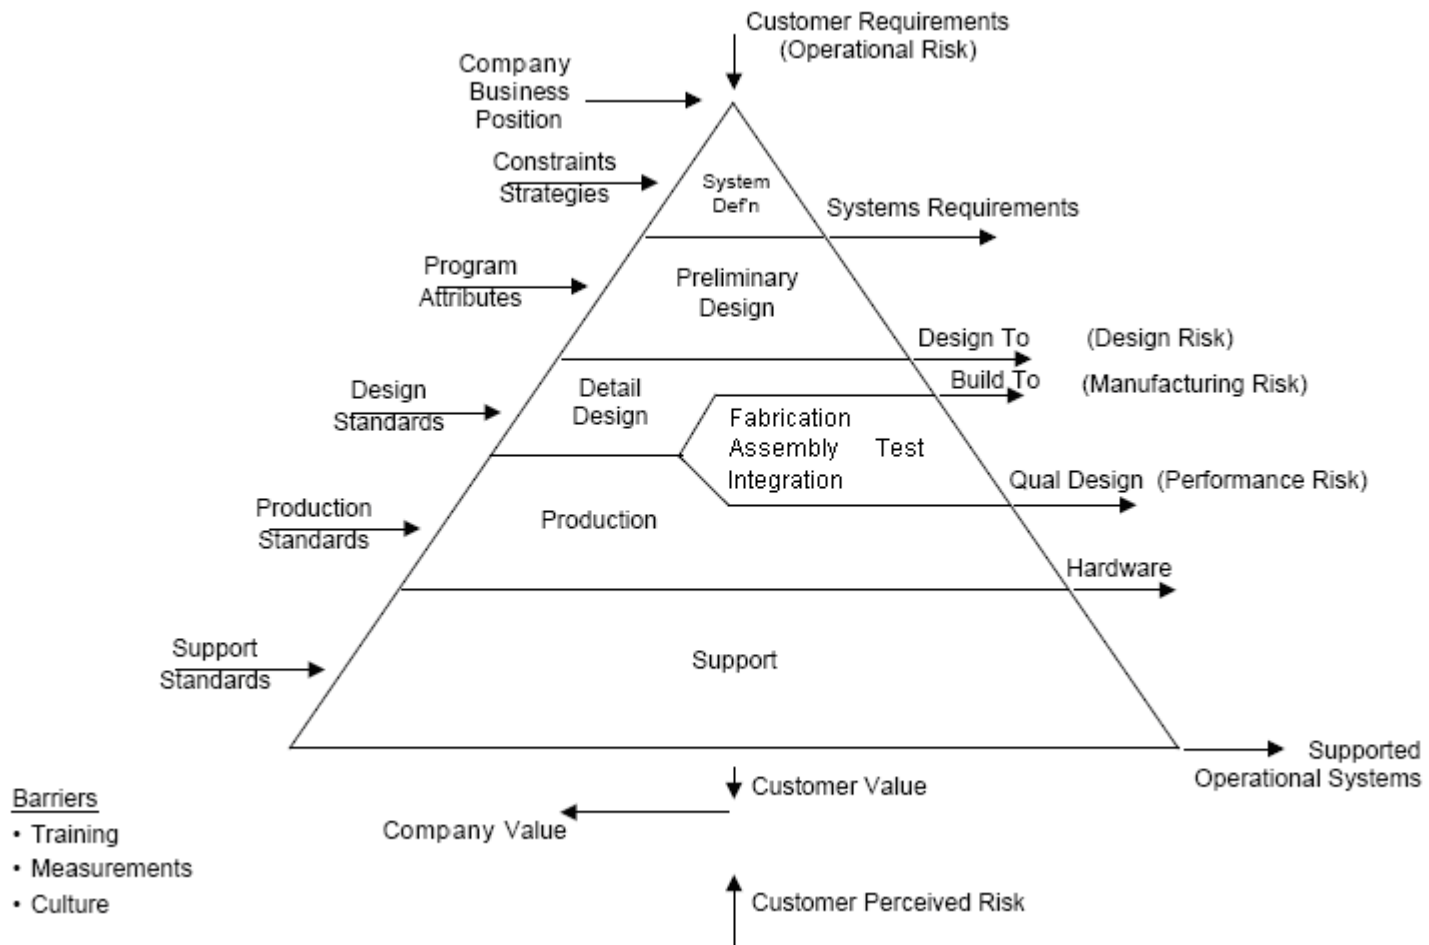 Customer Requirements
(Operational Risk)
Company
Business
Position
Constraints
Strategies
System
Def'n
Systems Requirements
Program
Attributes
Preliminary
Design
Design To (Design Risk)
Build To (Manufacturing Risk)
Design
Standards
Detail
Design
Fabrication
Assembly Test
Integration
Qual Design (Performance Risk)
Production
Standards
Production
Hardware
Support
Standards
Support
Supported
Operational Systems
Customer Value
Company Value
Barriers
• Training
• Measurements
• Culture
Customer Perceived Risk